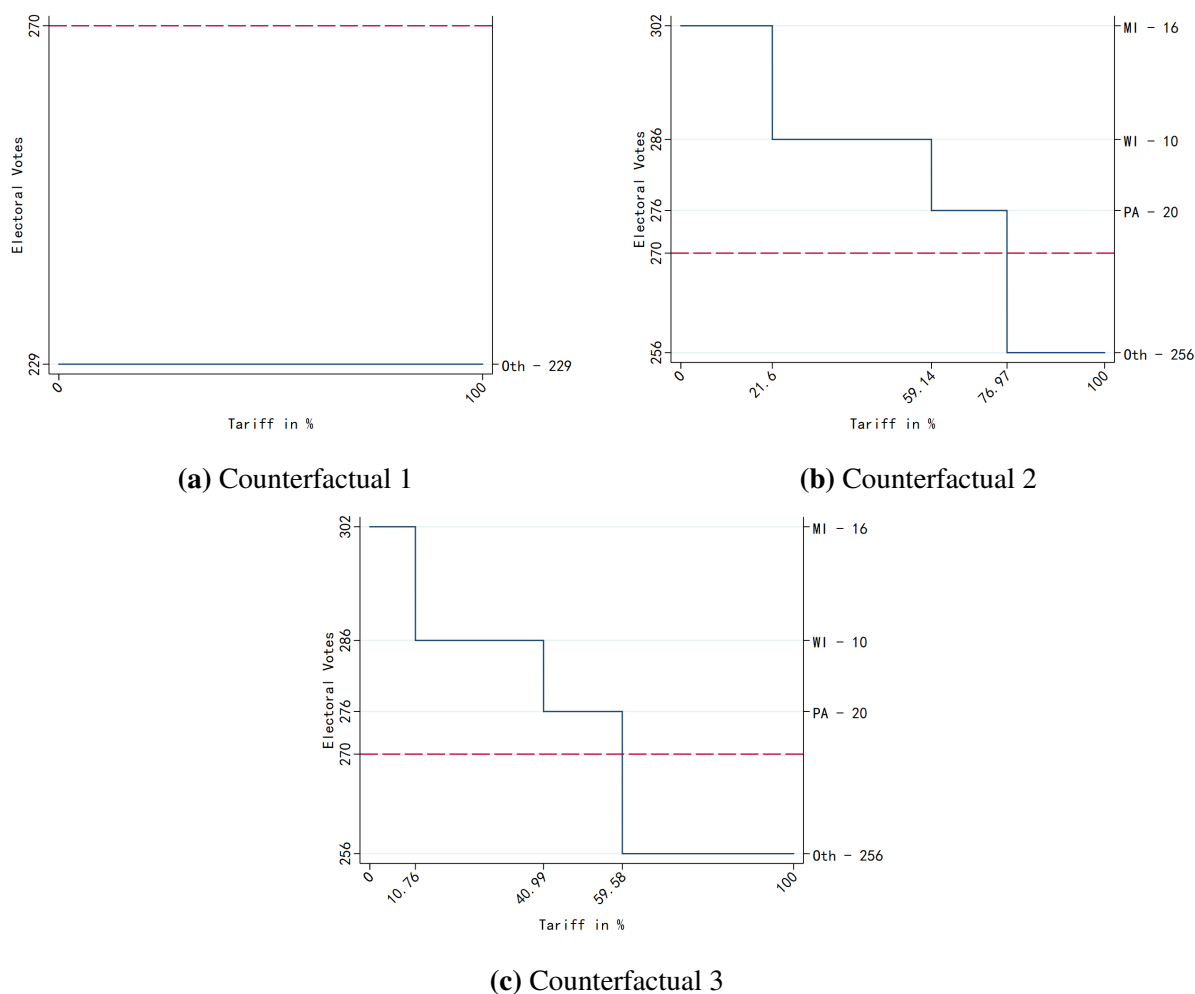 270
229
Electoral Votes
Oth - 229
0
100
Tariff in %
(a) Counterfactual 1
302
286
276
270
256
Electoral Votes
MI - 16
WI - 10
PA - 20
Oth - 256
0
21.6
59.14
76.97
100
Tariff in %
(b) Counterfactual 2
302
286
276
270
256
Electoral Votes
MI - 16
WI - 10
PA - 20
Oth - 256
0
10.76
40.99
59.58
100
Tariff in %
(c) Counterfactual 3